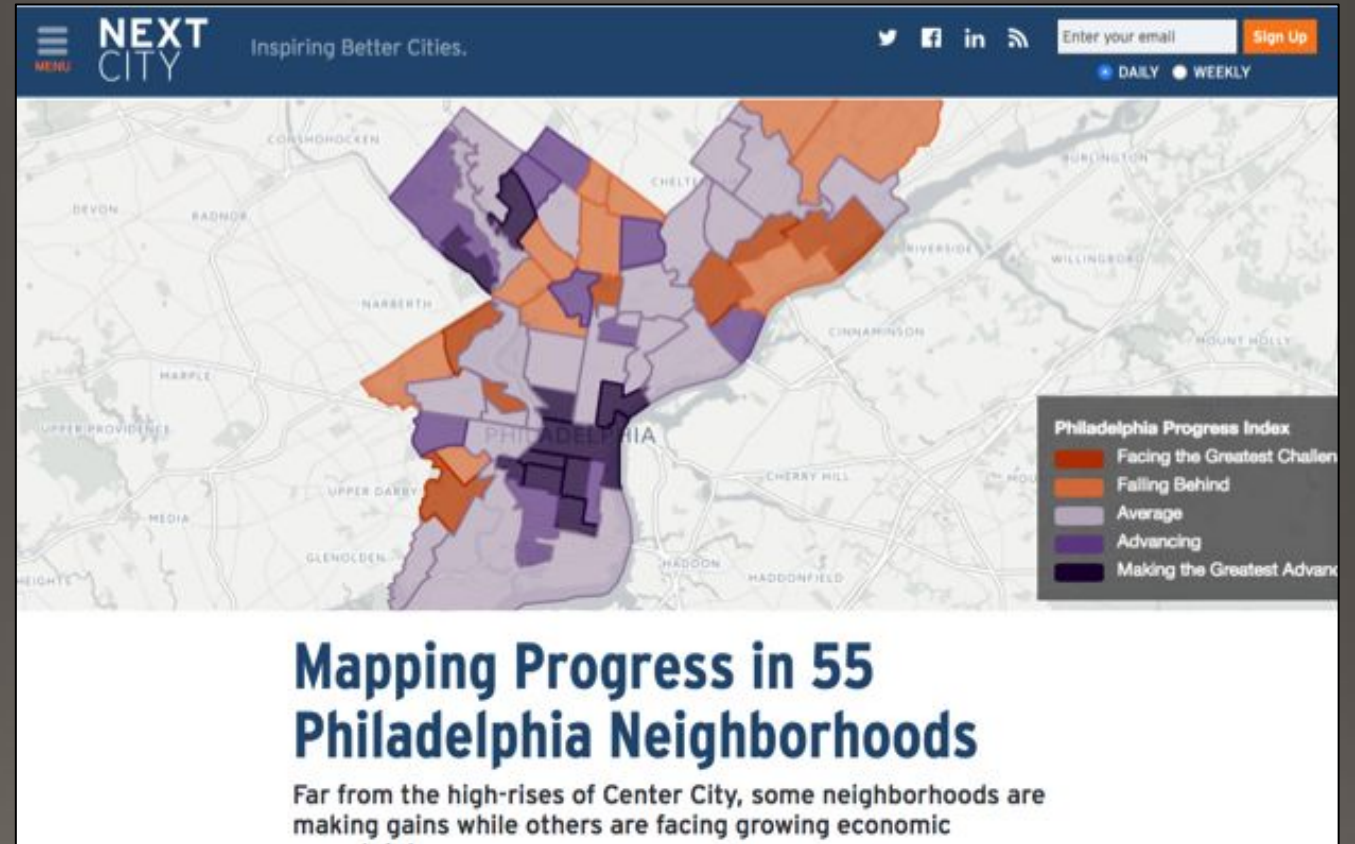 MENU
NEXT
CITY
Inspiring Better Cities.
Enter your email
Sign Up
DAILY
WEEKLY
CONSHOHOCKEN
BURLINGTON
CHELTE
DEVON
RADNOR
RIVERSIDE
WILLINGBORO
NARBERTH
CINNAMINSON
MOUNT HOLLY
MARPLE
UPPER PROVIDENCE
PHILADELPHIA
CHERRY HILL
MOU
UPPER DARBY
MEDIA
GLENOLDEN
HADDON
HADDONFIELD
HEIGHTS
Philadelphia Progress Index
Facing the Greatest Challen
Falling Behind
Average
Advancing
Making the Greatest Advanc
Mapping Progress in 55
Philadelphia Neighborhoods
Far from the high-rises of Center City, some neighborhoods are
making gains while others are facing growing economic